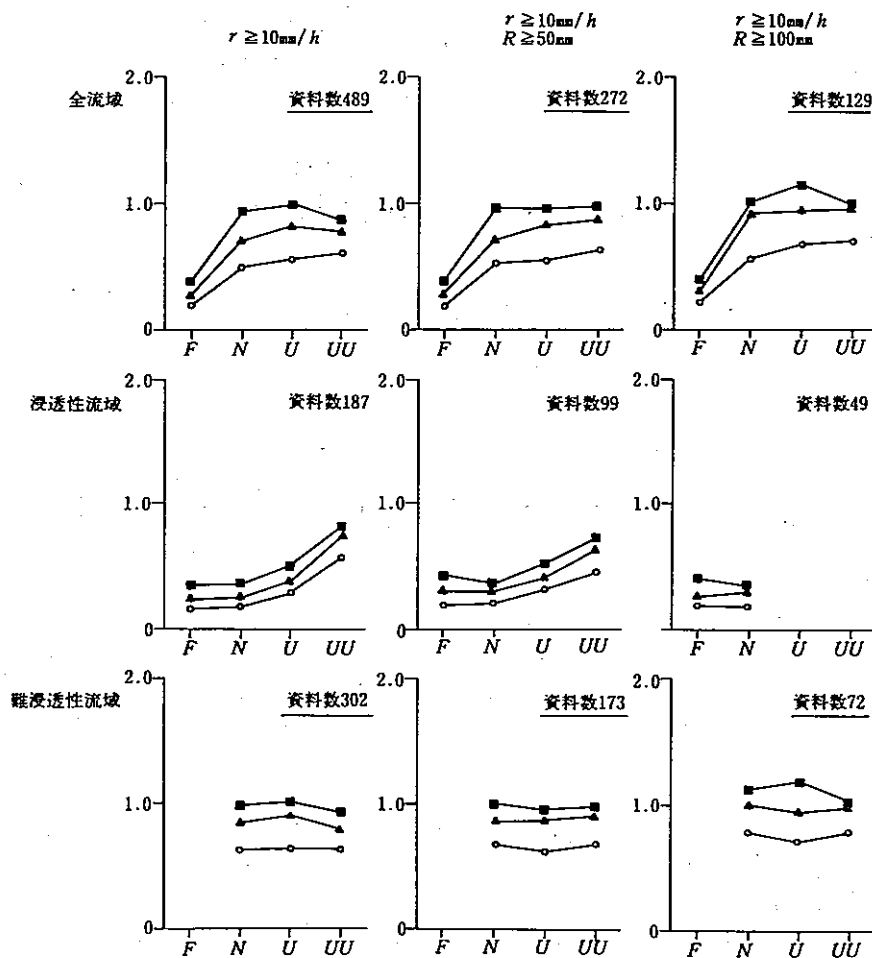 r ≧10mm/h
r ≧10mm/h
R ≧50mm
r ≧10mm/h
R ≧100mm
全流域
2.0
資料数489
1.0
0
F N U UU
2.0
資料数272
1.0
0
F N U UU
2.0
資料数129
1.0
0
F N U UU
浸透性流域
2.0
資料数187
1.0
0
F N U UU
2.0
資料数99
1.0
0
F N U UU
2.0
資料数49
1.0
F N U UU
難浸透性流域
2.0
資料数302
1.0
0
F N U UU
2.0
資料数173
1.0
0
F N U UU
2.0
資料数72
1.0
0
F N U UU